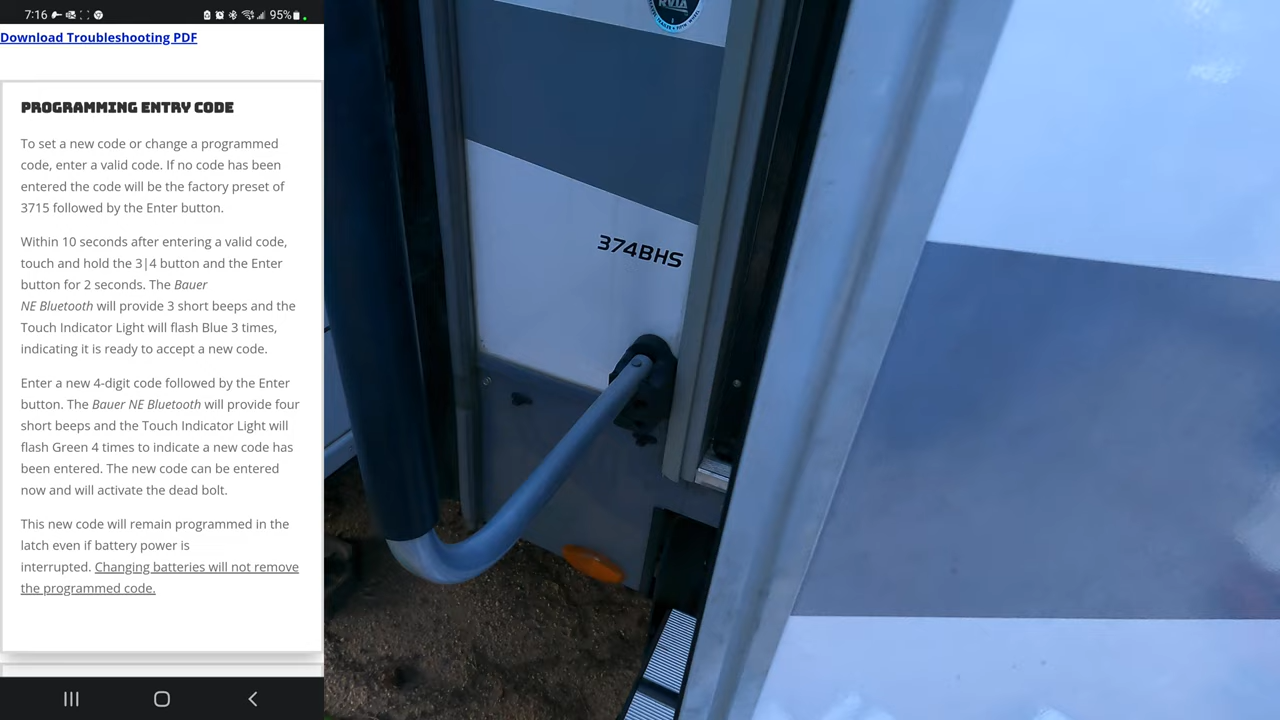 7:16
95%
Download Troubleshooting PDF
PROGRAMMING ENTRY CODE
To set a new code or change a programmed
code, enter a valid code. If no code has been
entered the code will be the factory preset of
3715 followed by the Enter button.
Within 10 seconds after entering a valid code,
touch and hold the 3|4 button and the Enter
button for 2 seconds. The Bauer
NE Bluetooth will provide 3 short beeps and the
Touch Indicator Light will flash Blue 3 times,
indicating it is ready to accept a new code.
Enter a new 4-digit code followed by the Enter
button. The Bauer NE Bluetooth will provide four
short beeps and the Touch Indicator Light will
flash Green 4 times to indicate a new code has
been entered. The new code can be entered
now and will activate the dead bolt.
This new code will remain programmed in the
latch even if battery power is
interrupted. Changing batteries will not remove
the programmed code.
RVIA
374BHS